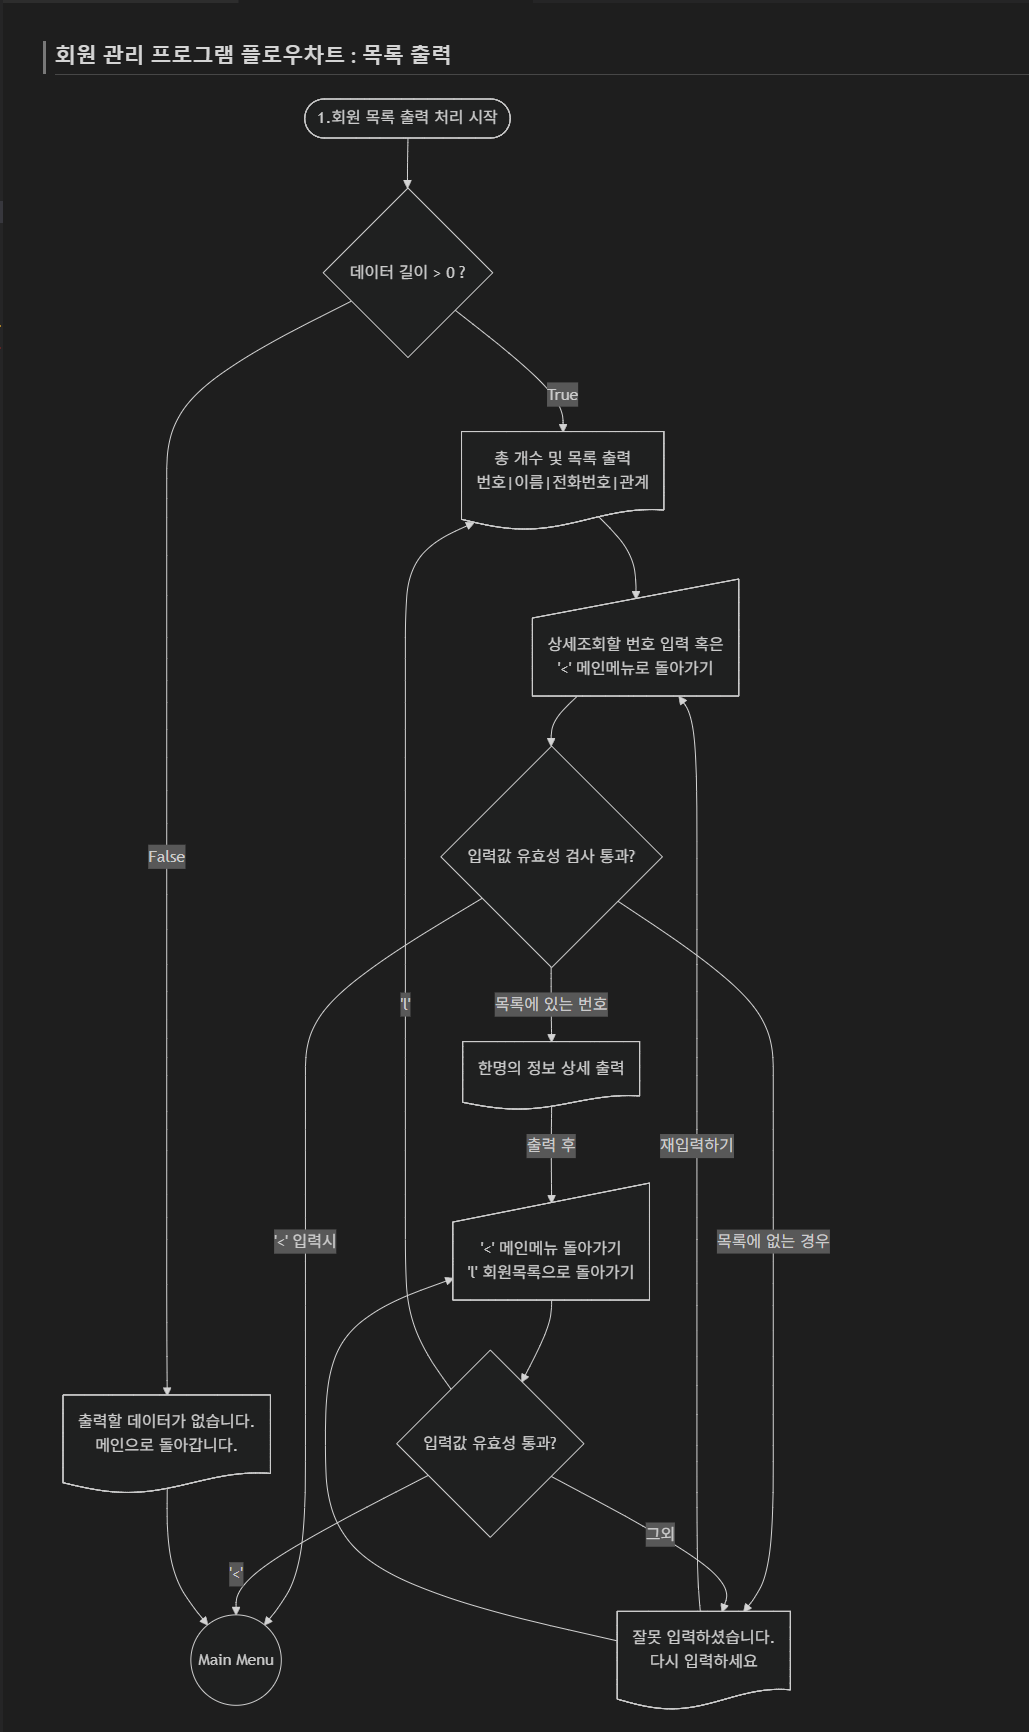 회원 관리 프로그램 플로우차트 : 목록 출력
1.회원 목록 출력 처리 시작
데이터 길이 > 0 ?
True
총 개수 및 목록 출력
번호|이름|전화번호|관계
상세조회할 번호 입력 혹은
'<' 메인메뉴로 돌아가기
False
입력값 유효성 검사 통과?
'l'
목록에 있는 번호
한명의 정보 상세 출력
출력 후
재입력하기
'<' 입력시
목록에 없는 경우
'<' 메인메뉴 돌아가기
'l' 회원목록으로 돌아가기
출력할 데이터가 없습니다.
메인으로 돌아갑니다.
입력값 유효성 통과?
그외
'<'
Main Menu
잘못 입력하셨습니다.
다시 입력하세요